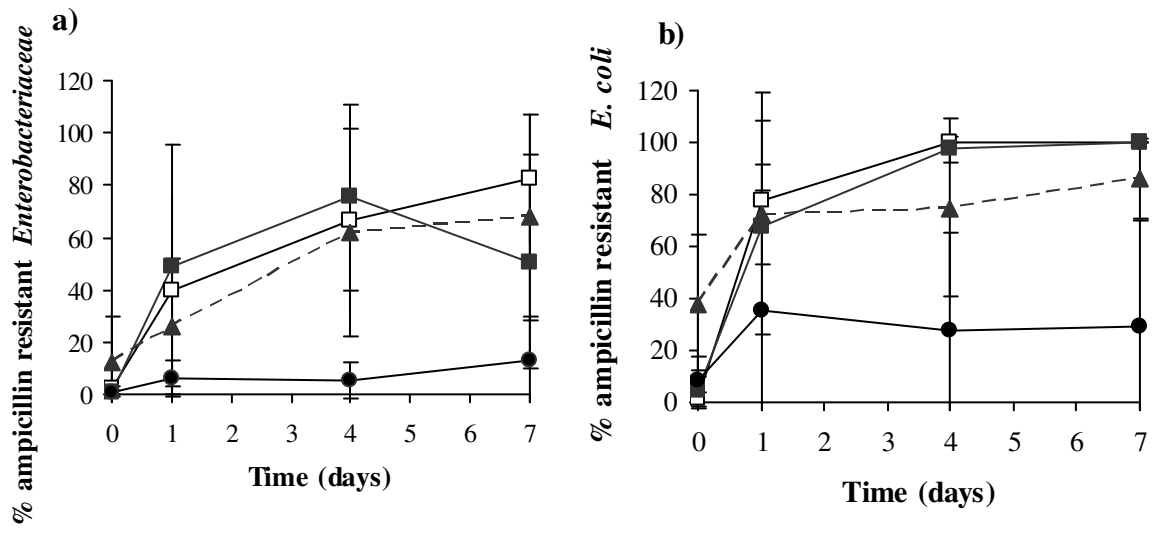 a)
% ampicillin resistant Enterobacteriaceae
120
100
80
60
40
20
0
0 1 2 3 4 5 6 7
Time (days)
b)
% ampicillin resistant E. coli
120
100
80
60
40
20
0
0 1 2 3 4 5 6 7
Time (days)